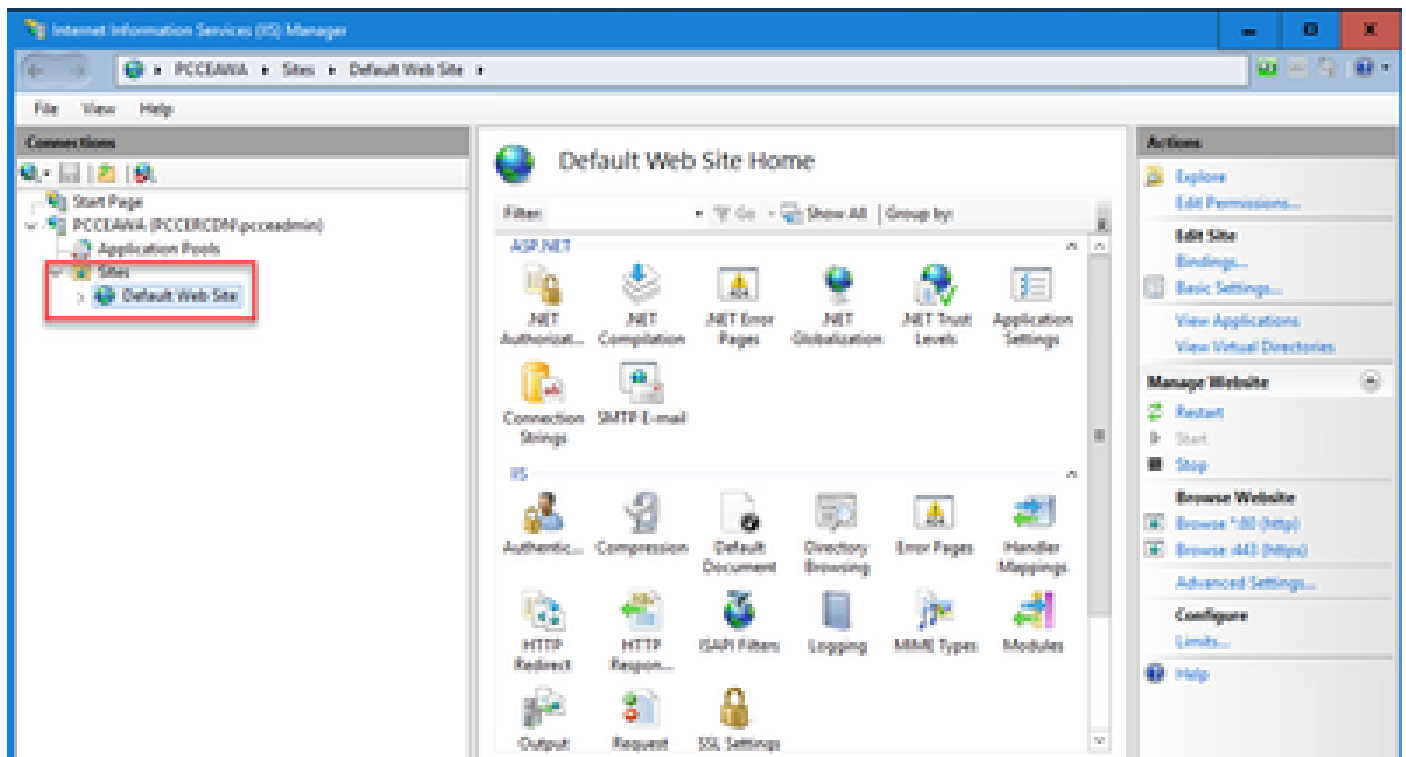 Internet Information Services (IIS) Manager
PCCEAWA ▸ Sites ▸ Default Web Site ▸
File View Help
Connections
Start Page
PCCEAWA (PCCERCDN\pcceadmin)
Application Pools
Sites
Default Web Site
Default Web Site Home
Filter: Go Show All Group by:
ASP.NET
.NET Authorizat...
.NET Compilation
.NET Error Pages
.NET Globalization
.NET Trust Levels
Application Settings
Connection Strings
SMTP E-mail
IIS
Authentic...
Compression
Default Document
Directory Browsing
Error Pages
Handler Mappings
HTTP Redirect
HTTP Respon...
ISAPI Filters
Logging
MIME Types
Modules
Output
Request
SSL Settings
Actions
Explore
Edit Permissions...
Edit Site
Bindings...
Basic Settings...
View Applications
View Virtual Directories
Manage Website
Restart
Start
Stop
Browse Website
Browse *:80 (http)
Browse :443 (https)
Advanced Settings...
Configure
Limits...
Help